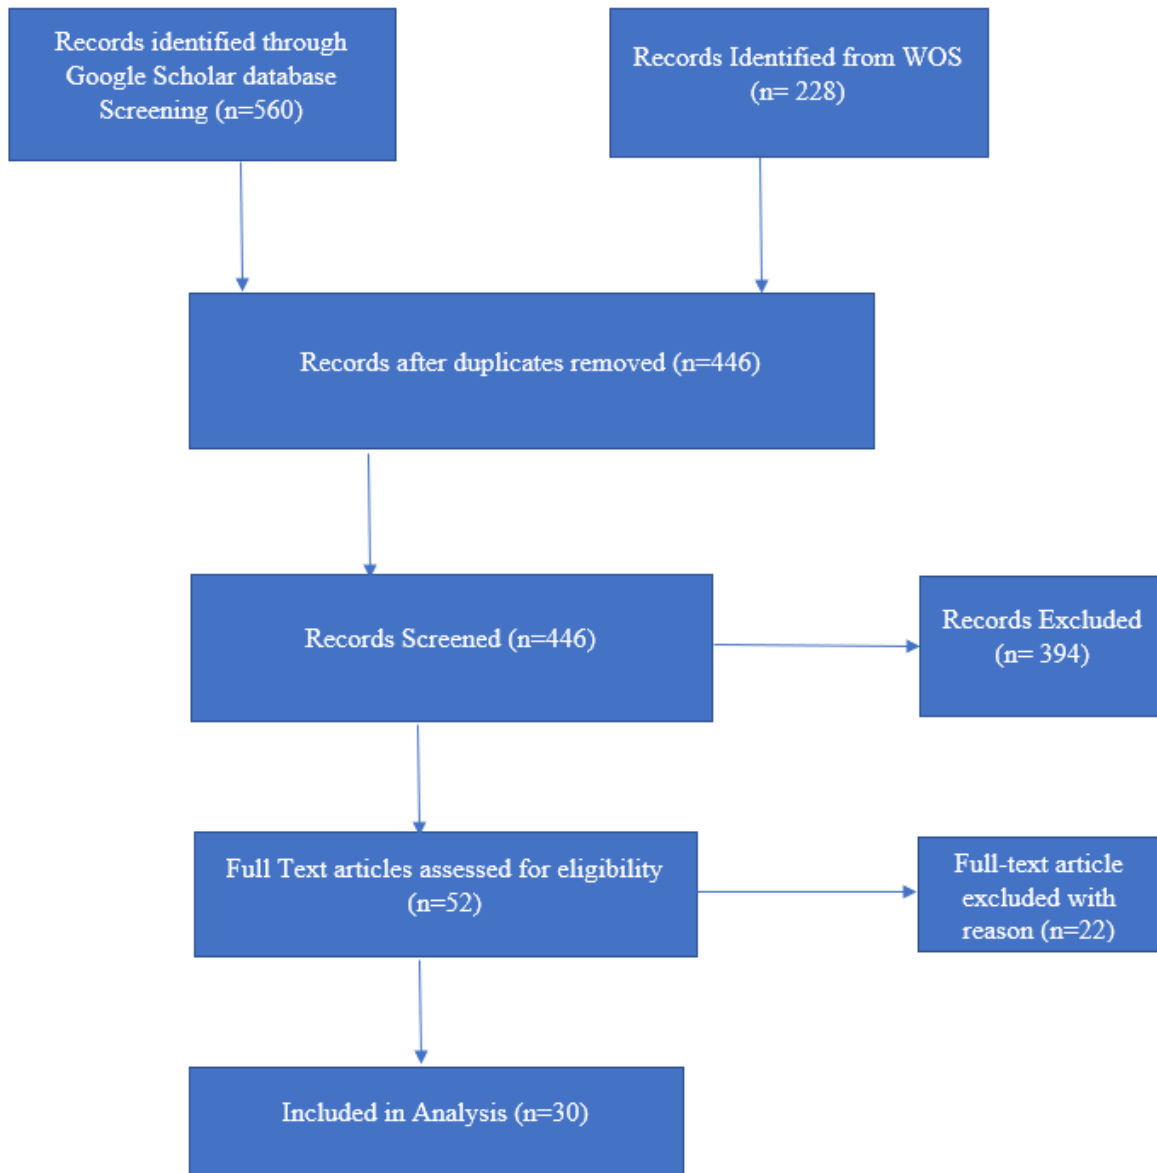 Records identified through
Google Scholar database
Screening (n=560)
Records Identified from WOS
(n= 228)
Records after duplicates removed (n=446)
Records Screened (n=446)
Records Excluded
(n= 394)
Full Text articles assessed for eligibility
(n=52)
Full-text article
excluded with
reason (n=22)
Included in Analysis (n=30)